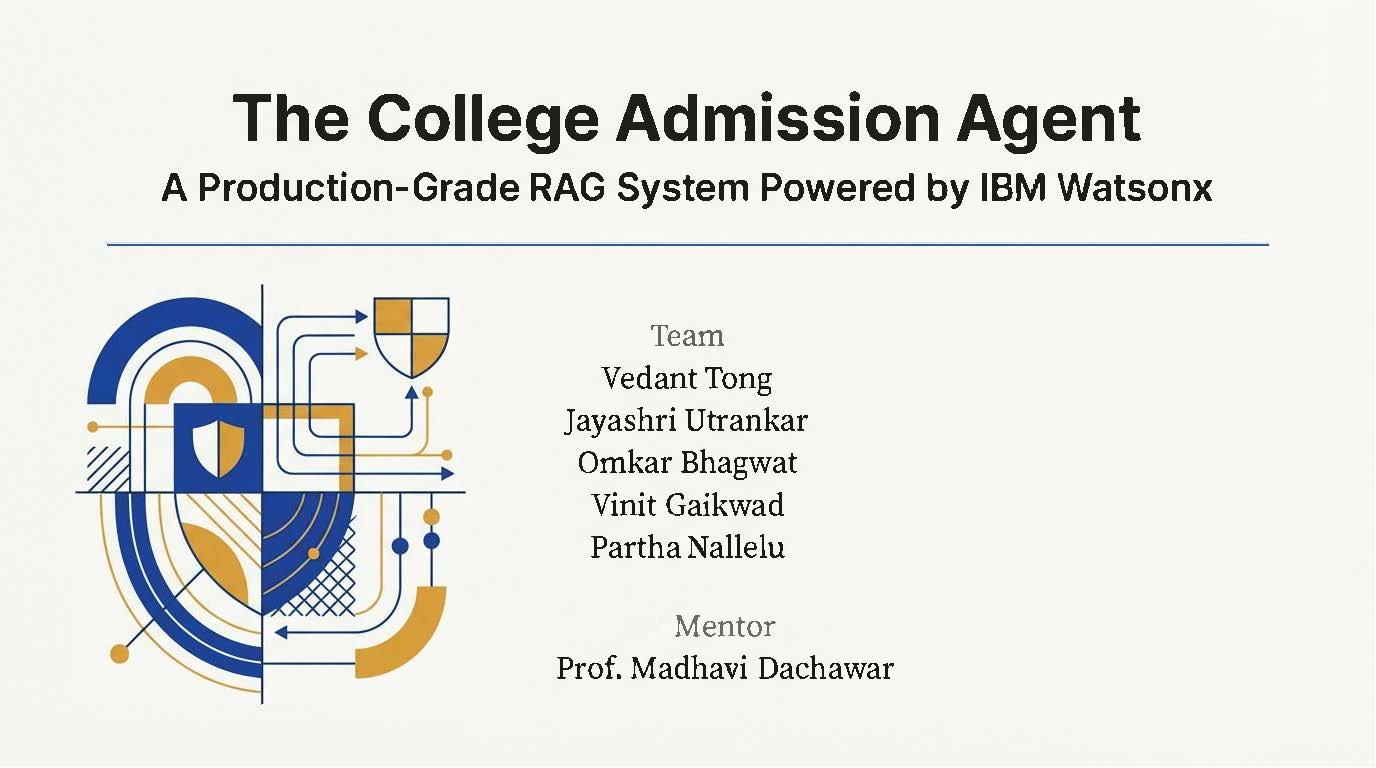 The College Admission Agent
A Production-Grade RAG System Powered by IBM Watsonx
Team
Vedant Tong
Jayashri Utrankar
Omkar Bhagwat
Vinit Gaikwad
Partha Nallelu
Mentor
Prof. Madhavi Dachawar